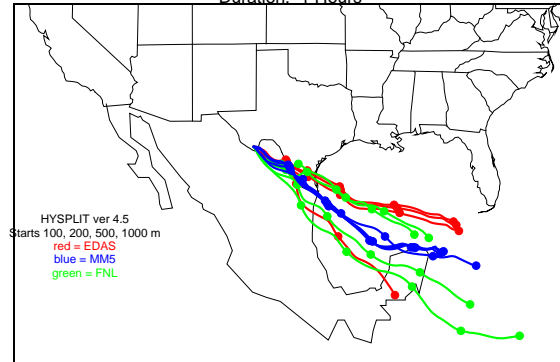 HYSPLIT ver 4.5
Starts 100, 200, 500, 1000 m
red = EDAS
blue = MM5
green = FNL